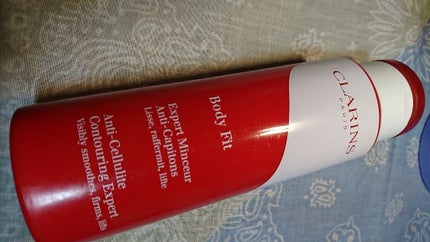 CLARINS
PARIS
Body Fit
Expert Minceur
Anti-Capitons
Lisse, raffermit, lifte
Anti-Cellulite
Contouring Expert
Visibly smoothes, firms, lifts